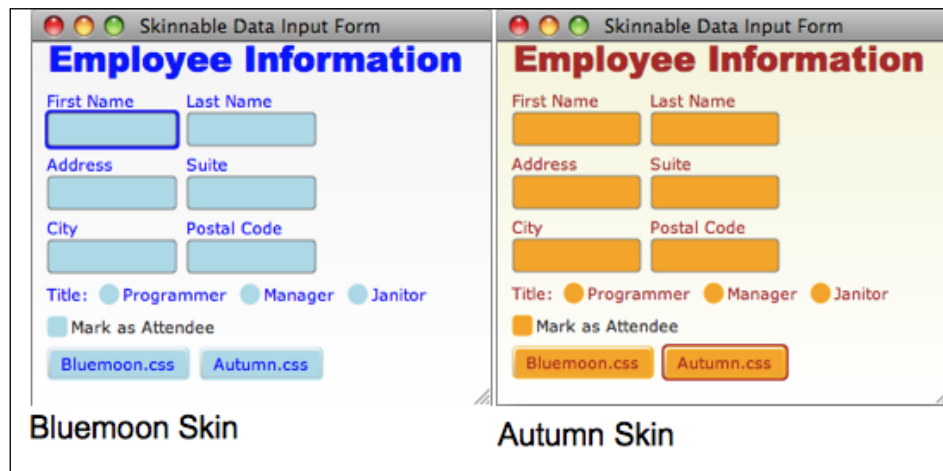 Skinnable Data Input Form
Employee Information
First Name Last Name
Address Suite
City Postal Code
Title: Programmer Manager Janitor
Mark as Attendee
Bluemoon.css Autumn.css
Bluemoon Skin
Skinnable Data Input Form
Employee Information
First Name Last Name
Address Suite
City Postal Code
Title: Programmer Manager Janitor
Mark as Attendee
Bluemoon.css Autumn.css
Autumn Skin